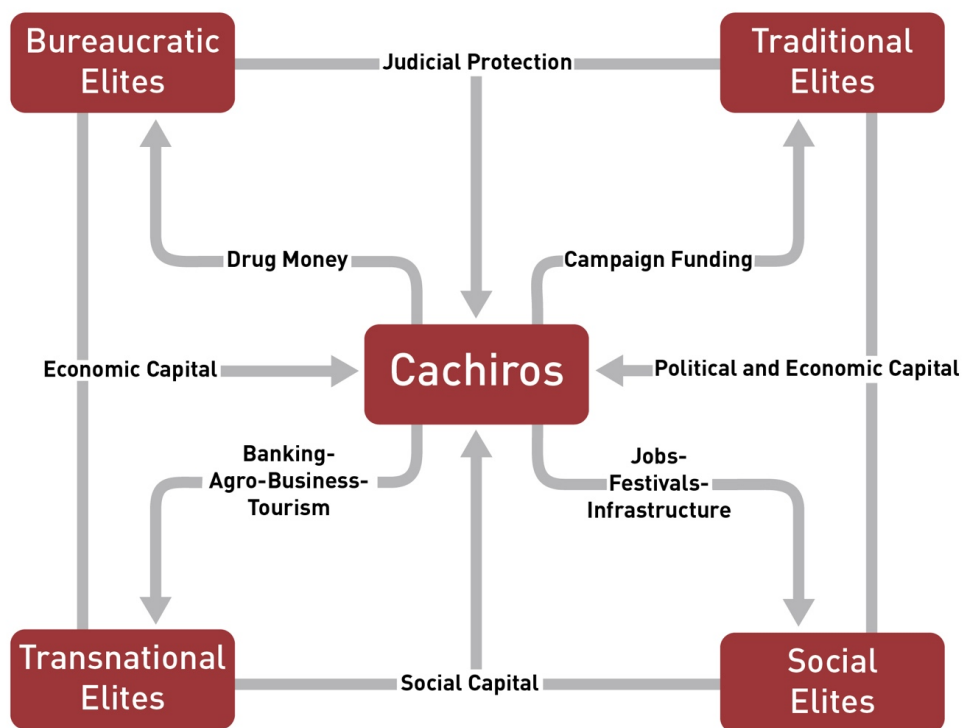 Bureaucratic
Elites
Judicial Protection
Traditional
Elites
Drug Money
Campaign Funding
Economic Capital
Cachiros
Political and Economic Capital
Banking-
Agro-Business-
Tourism
Jobs-
Festivals-
Infrastructure
Transnational
Elites
Social Capital
Social
Elites